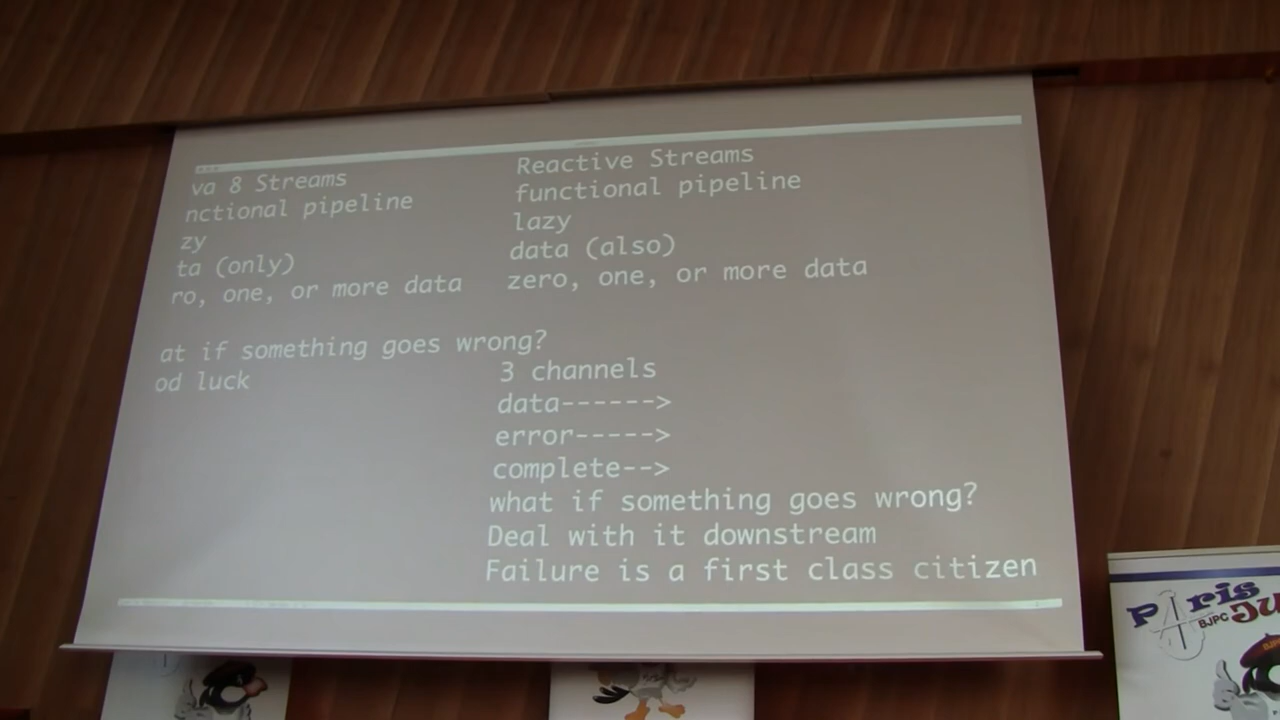 va 8 Streams
nctional pipeline
zy
ta (only)
ro, one, or more data
at if something goes wrong?
od luck
Reactive Streams
functional pipeline
lazy
data (also)
zero, one, or more data
3 channels
data------>
error----->
complete-->
what if something goes wrong?
Deal with it downstream
Failure is a first class citizen
Paris
BJPC JU